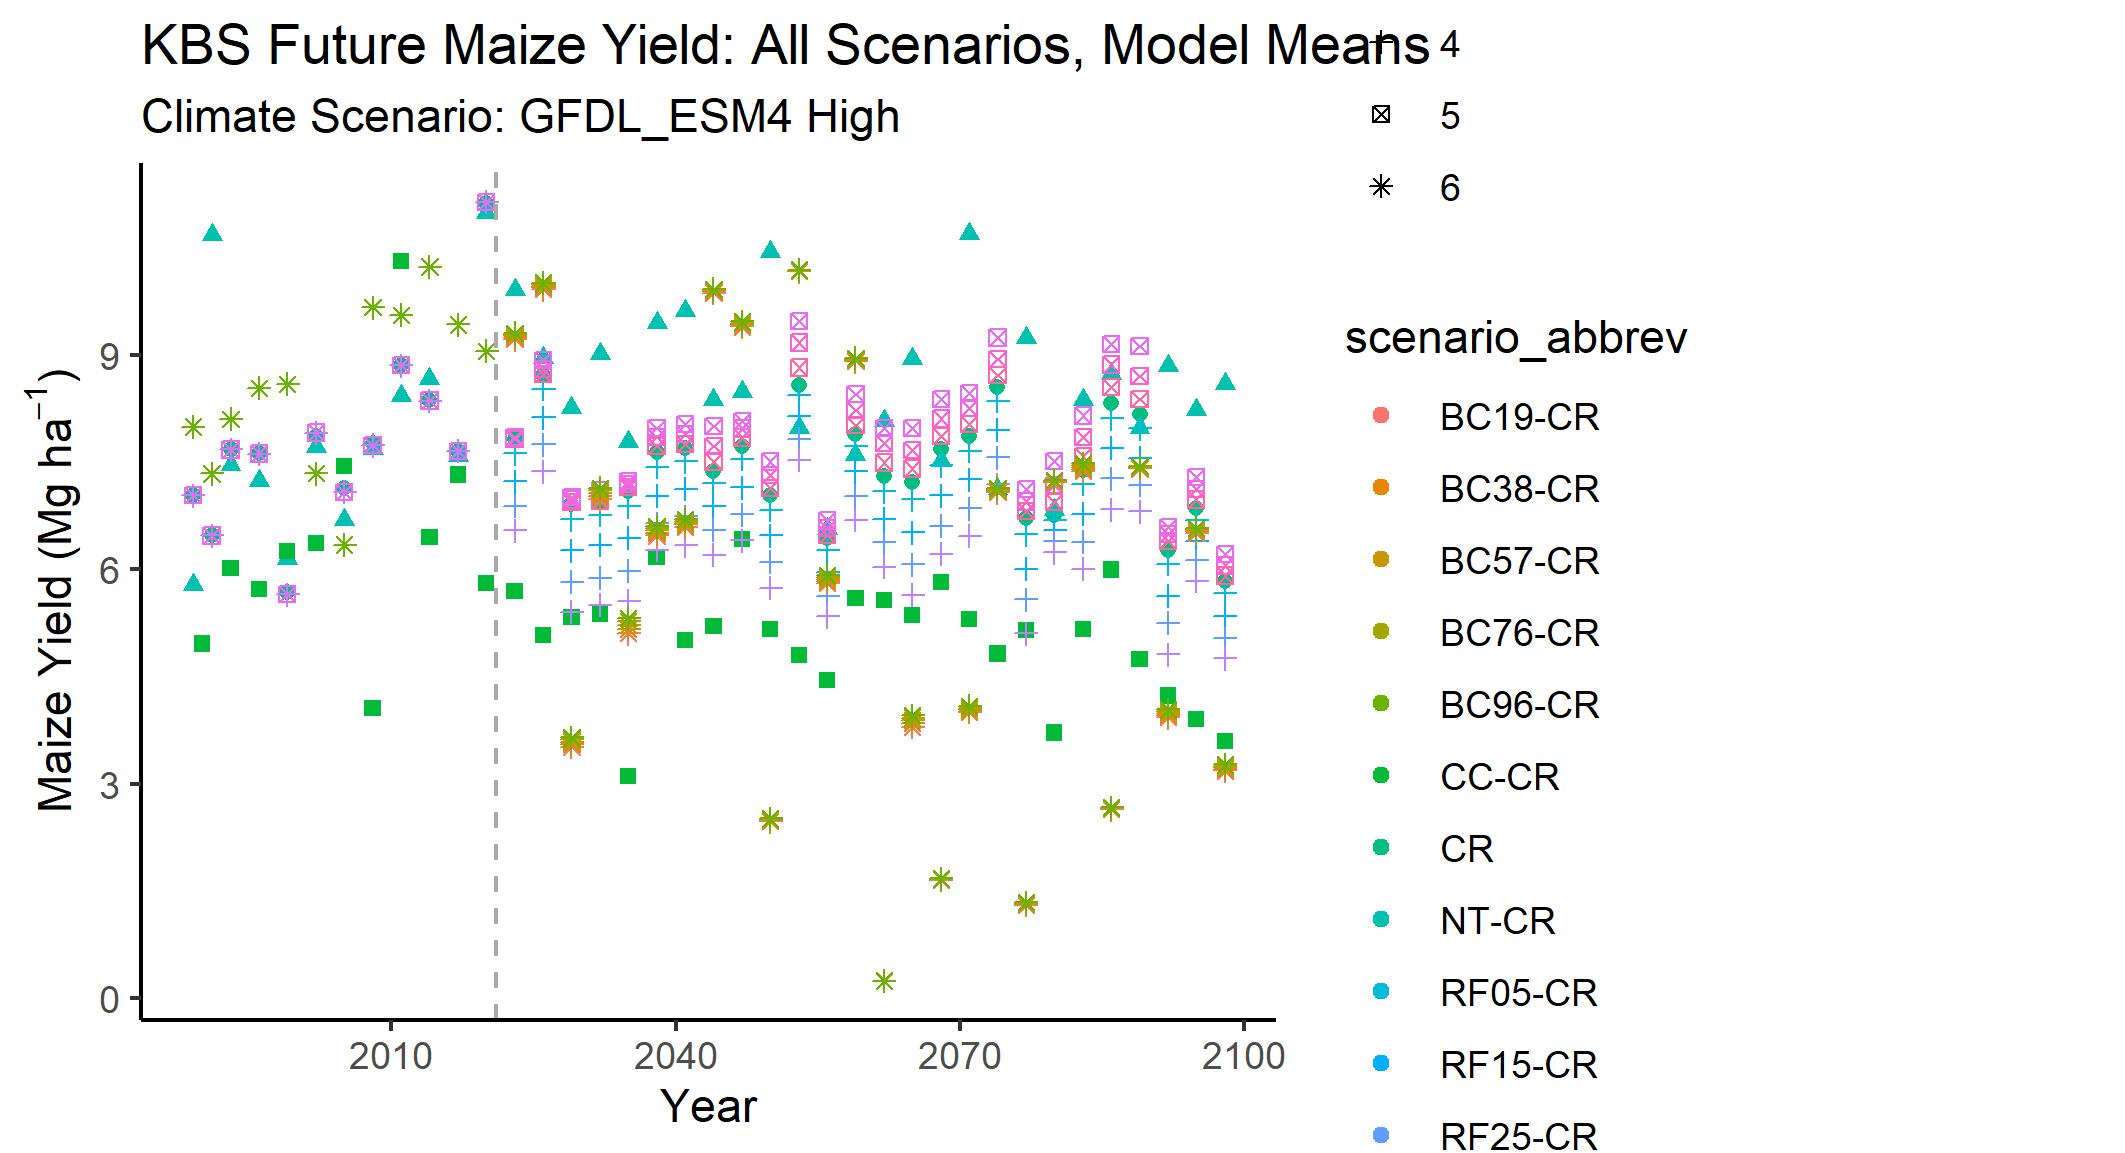 KBS Future Maize Yield: All Scenarios, Model Means
Climate Scenario: GFDL_ESM4 High
Maize Yield (Mg ha⁻¹)
9
6
3
0
2010
2040
2070
2100
Year
4
5
6
scenario_abbrev
BC19-CR
BC38-CR
BC57-CR
BC76-CR
BC96-CR
CC-CR
CR
NT-CR
RF05-CR
RF15-CR
RF25-CR